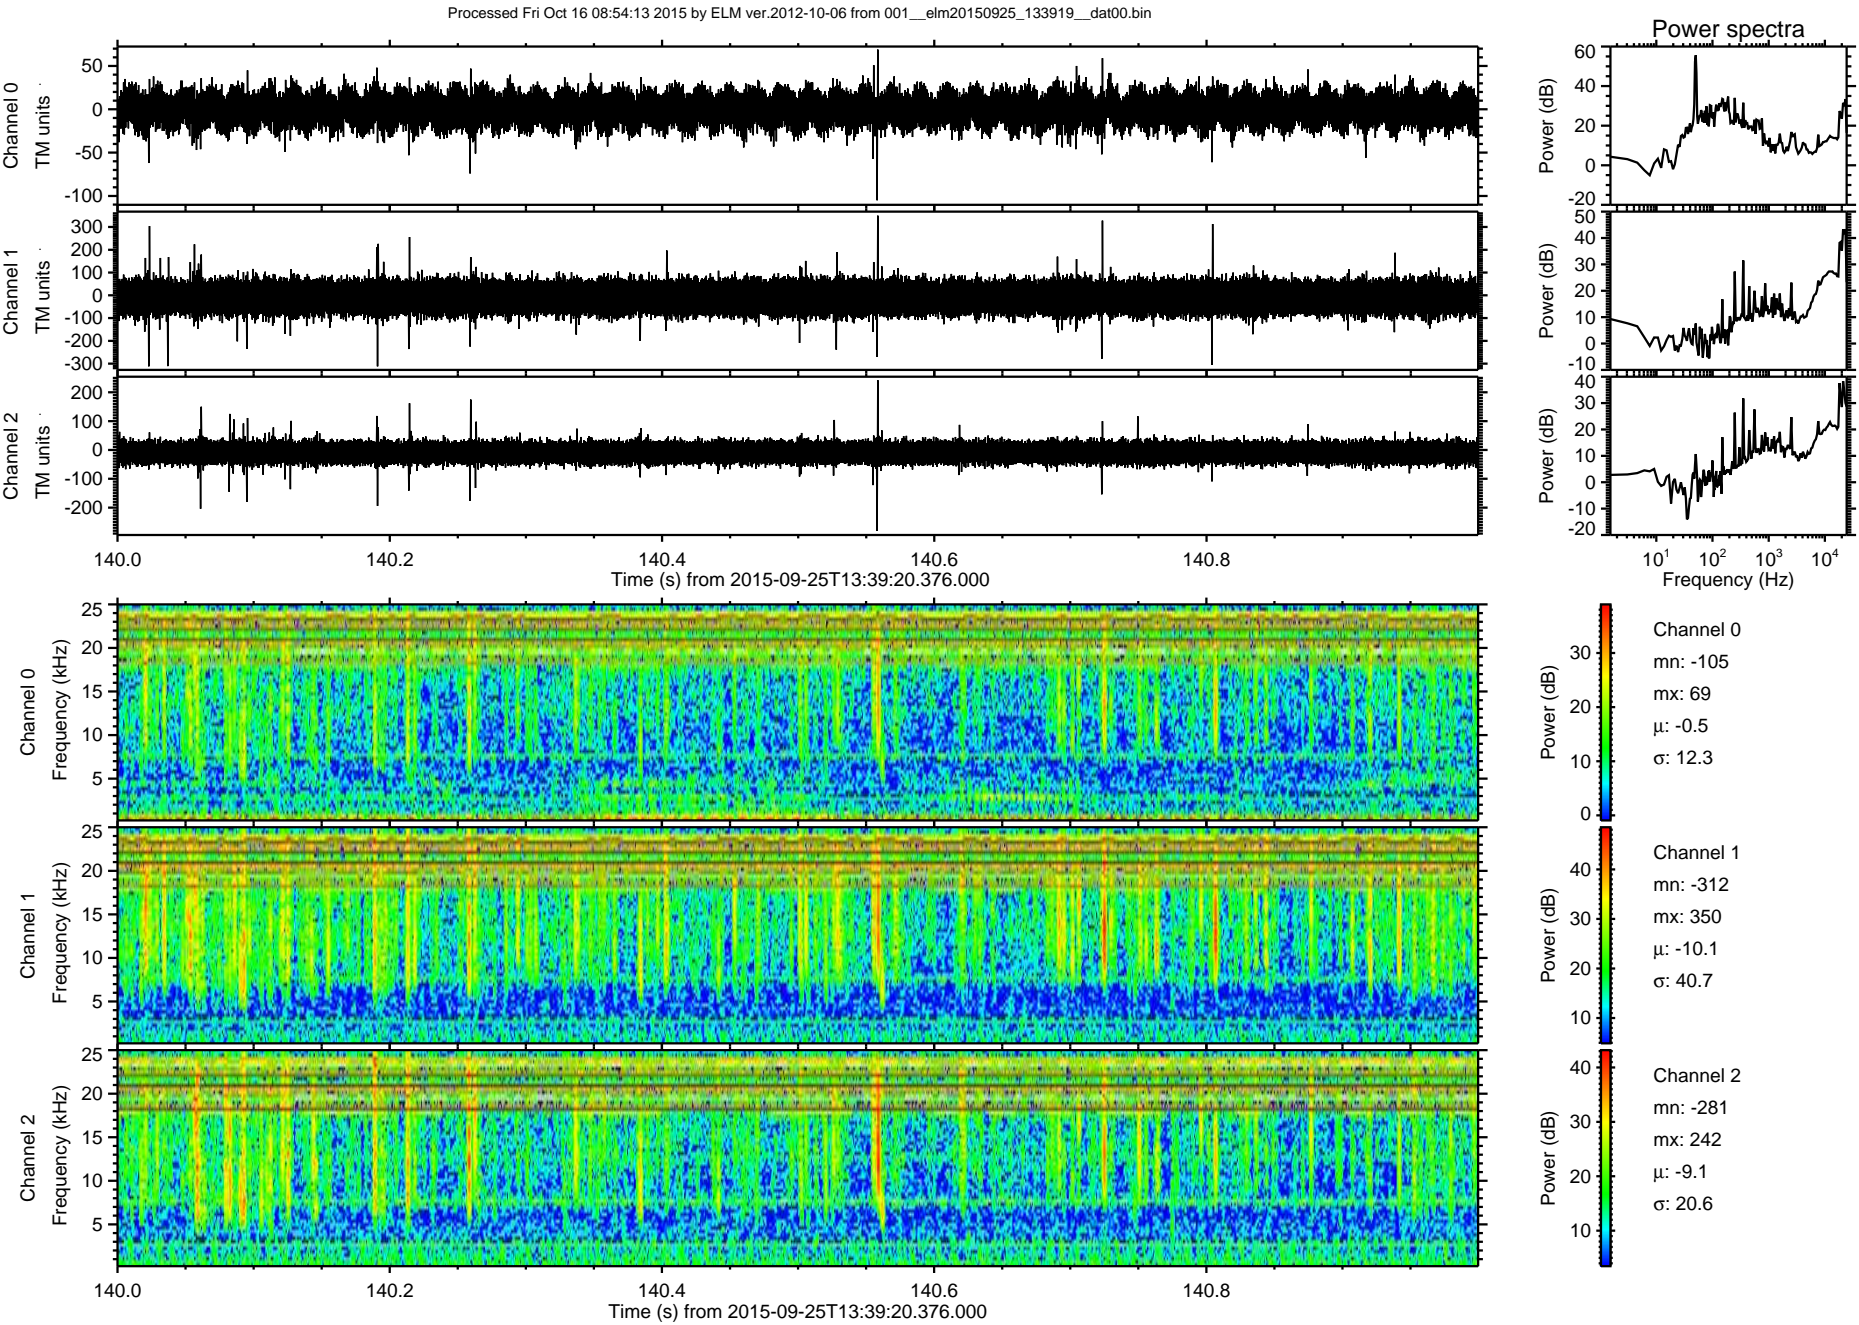 Processed Fri Oct 16 08:54:13 2015 by ELM ver.2012-10-06 from 001__elm20150925_133919__dat00.bin
Power spectra
Channel 0
TM units
50
0
-50
-100
Power (dB)
60
40
20
0
-20
Channel 1
TM units
300
200
100
0
-100
-200
-300
Power (dB)
50
40
30
20
10
0
-10
Channel 2
TM units
200
100
0
-100
-200
Power (dB)
40
30
20
10
0
-10
-20
140.0 140.2 140.4 140.6 140.8
Time (s) from 2015-09-25T13:39:20.376.000
10¹ 10² 10³ 10⁴
Frequency (Hz)
Channel 0
Frequency (kHz)
25
20
15
10
5
Power (dB)
30
20
10
0
Channel 0
mn: -105
mx: 69
μ: -0.5
σ: 12.3
Channel 1
Frequency (kHz)
25
20
15
10
5
Power (dB)
40
30
20
10
Channel 1
mn: -312
mx: 350
μ: -10.1
σ: 40.7
Channel 2
Frequency (kHz)
25
20
15
10
5
Power (dB)
40
30
20
10
Channel 2
mn: -281
mx: 242
μ: -9.1
σ: 20.6
140.0 140.2 140.4 140.6 140.8
Time (s) from 2015-09-25T13:39:20.376.000